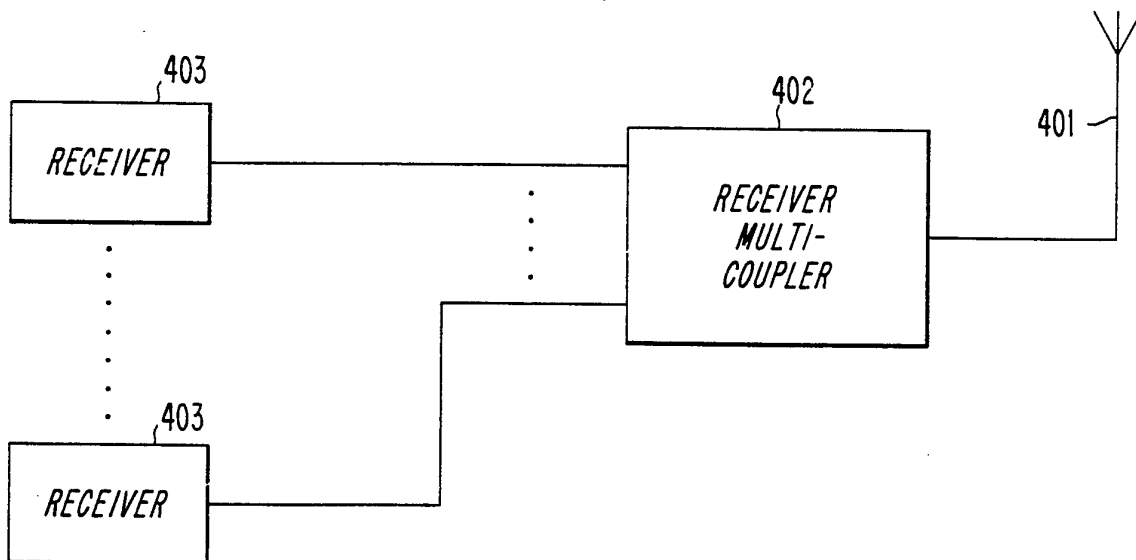 403
RECEIVER
402
RECEIVER
MULTI-
COUPLER
401
403
RECEIVER